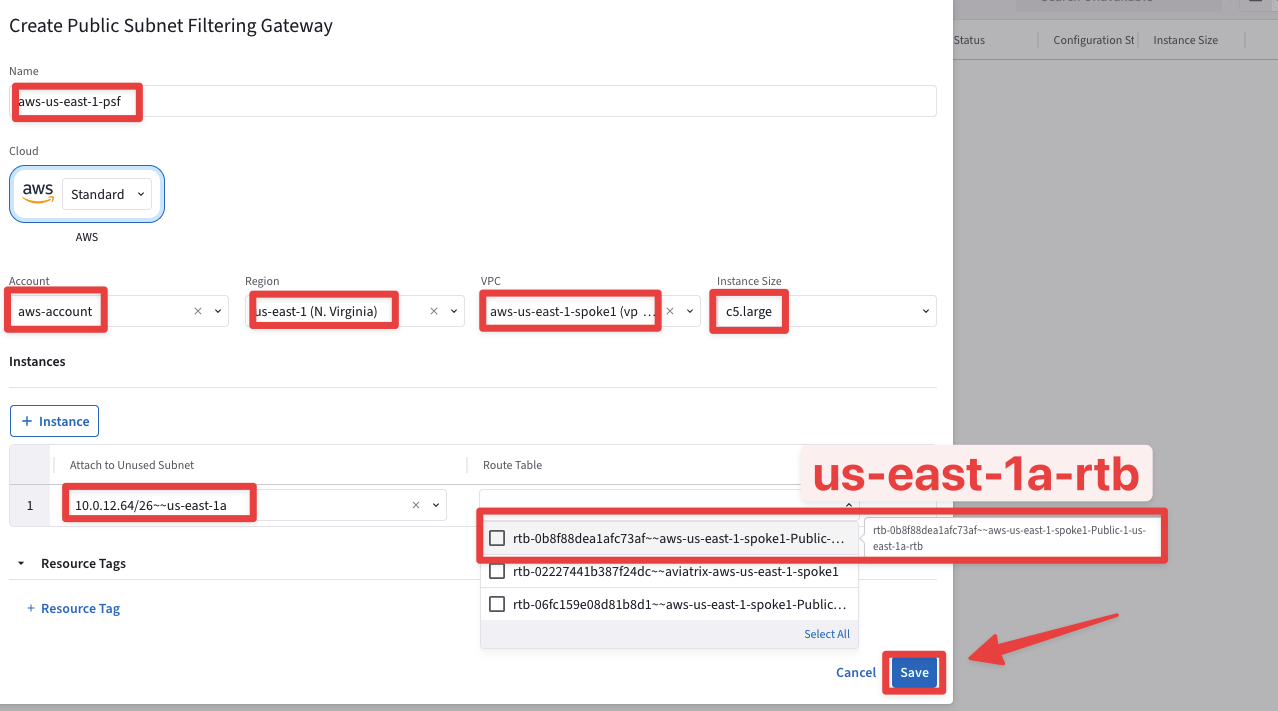 Create Public Subnet Filtering Gateway
Status
Configuration St
Instance Size
Name
aws-us-east-1-psf
Cloud
aws
Standard
AWS
Account
Region
VPC
Instance Size
aws-account
us-east-1 (N. Virginia)
aws-us-east-1-spoke1 (vp ...
c5.large
Instances
+ Instance
Attach to Unused Subnet
Route Table
us-east-1a-rtb
1
10.0.12.64/26~~us-east-1a
rtb-0b8f88dea1afc73af~~aws-us-east-1-spoke1-Public-...
rtb-0b8f88dea1afc73af~~aws-us-east-1-spoke1-Public-1-us-
east-1a-rtb
rtb-02227441b387f24dc~~aviatrix-aws-us-east-1-spoke1
rtb-06fc159e08d81b8d1~~aws-us-east-1-spoke1-Public...
Select All
Resource Tags
+ Resource Tag
Cancel
Save